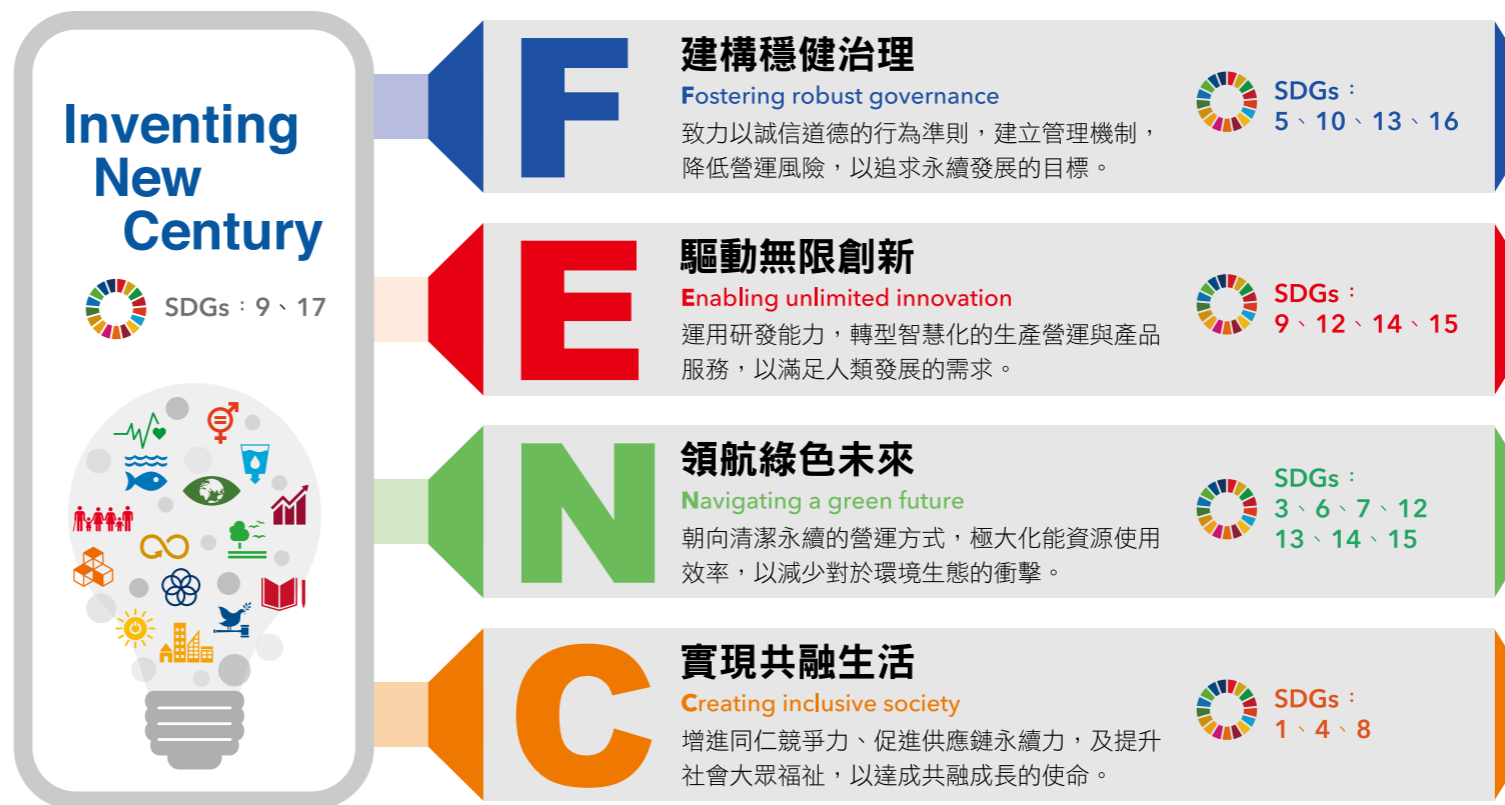 Inventing
New
Century
SDGs：9、17
F
建構穩健治理
Fostering robust governance
致力以誠信道德的行為準則，建立管理機制，
降低營運風險，以追求永續發展的目標。
SDGs：
5、10、13、16
E
驅動無限創新
Enabling unlimited innovation
運用研發能力，轉型智慧化的生產營運與產品
服務，以滿足人類發展的需求。
SDGs：
9、12、14、15
N
領航綠色未來
Navigating a green future
朝向清潔永續的營運方式，極大化能資源使用
效率，以減少對於環境生態的衝擊。
SDGs：
3、6、7、12
13、14、15
C
實現共融生活
Creating inclusive society
增進同仁競爭力、促進供應鏈永續力，及提升
社會大眾福祉，以達成共融成長的使命。
SDGs：
1、4、8